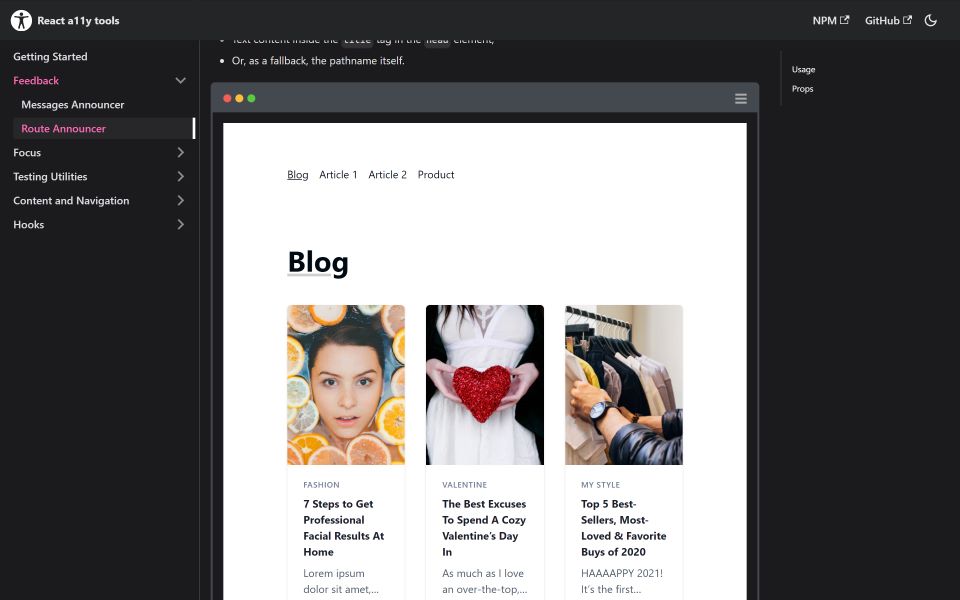 React a11y tools
NPM
GitHub
Getting Started
Feedback
Messages Announcer
Route Announcer
Focus
Testing Utilities
Content and Navigation
Hooks
Text content inside the title tag in the head element,
Or, as a fallback, the pathname itself.
Usage
Props
Blog Article 1 Article 2 Product
Blog
FASHION
7 Steps to Get
Professional
Facial Results At
Home
Lorem ipsum
dolor sit amet,...
VALENTINE
The Best Excuses
To Spend A Cozy
Valentine's Day
In
As much as I love
an over-the-top,...
MY STYLE
Top 5 Best-
Sellers, Most-
Loved & Favorite
Buys of 2020
HAAAAPPY 2021!
It's the first...